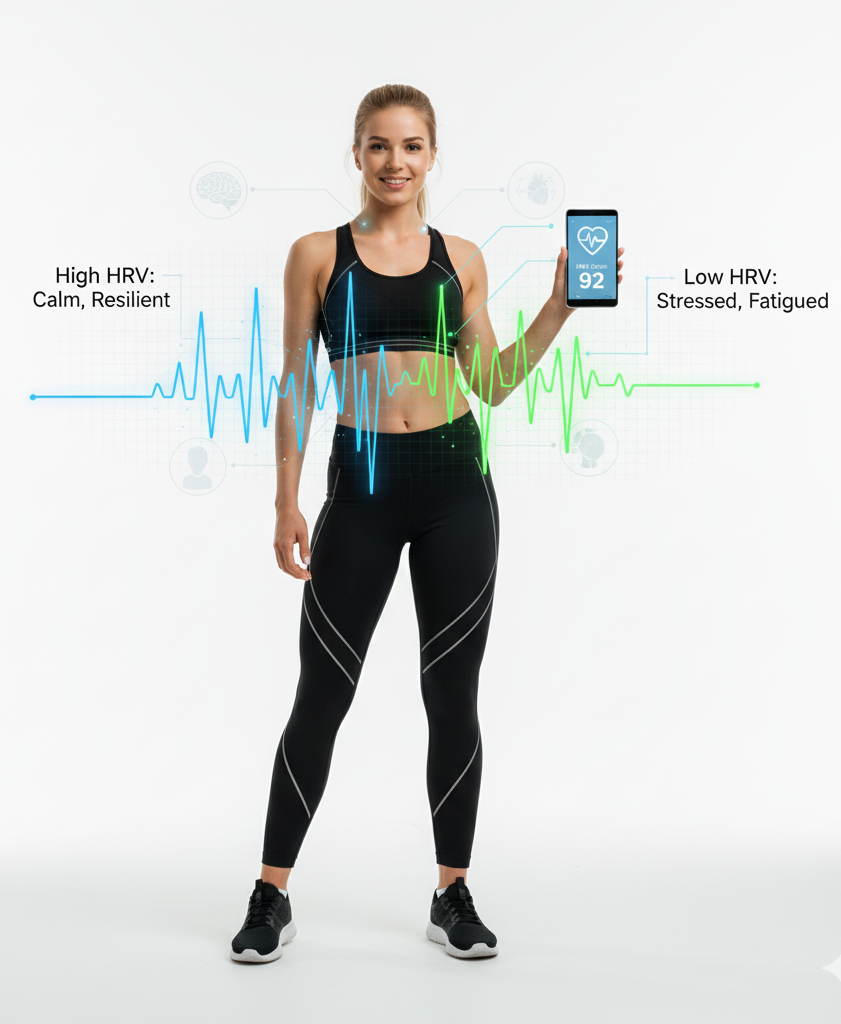 High HRV:
Calm, Resilient
92
Low HRV:
Stressed, Fatigued